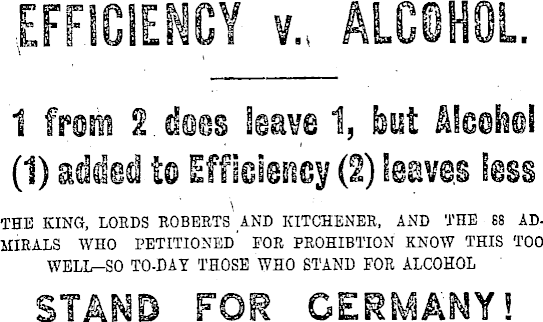 EFFICIENCY v. ALCOHOL.
1 from 2 does leave 1, but Alcohol
(1) added to Efficiency (2) leaves less
THE KING, LORDS ROBERTS AND KITCHENER, AND THE 88 AD-
MIRALS WHO PETITIONED FOR PROHIBTION KNOW THIS TOO
WELL—SO TO-DAY THOSE WHO STAND FOR ALCOHOL
STAND FOR GERMANY!